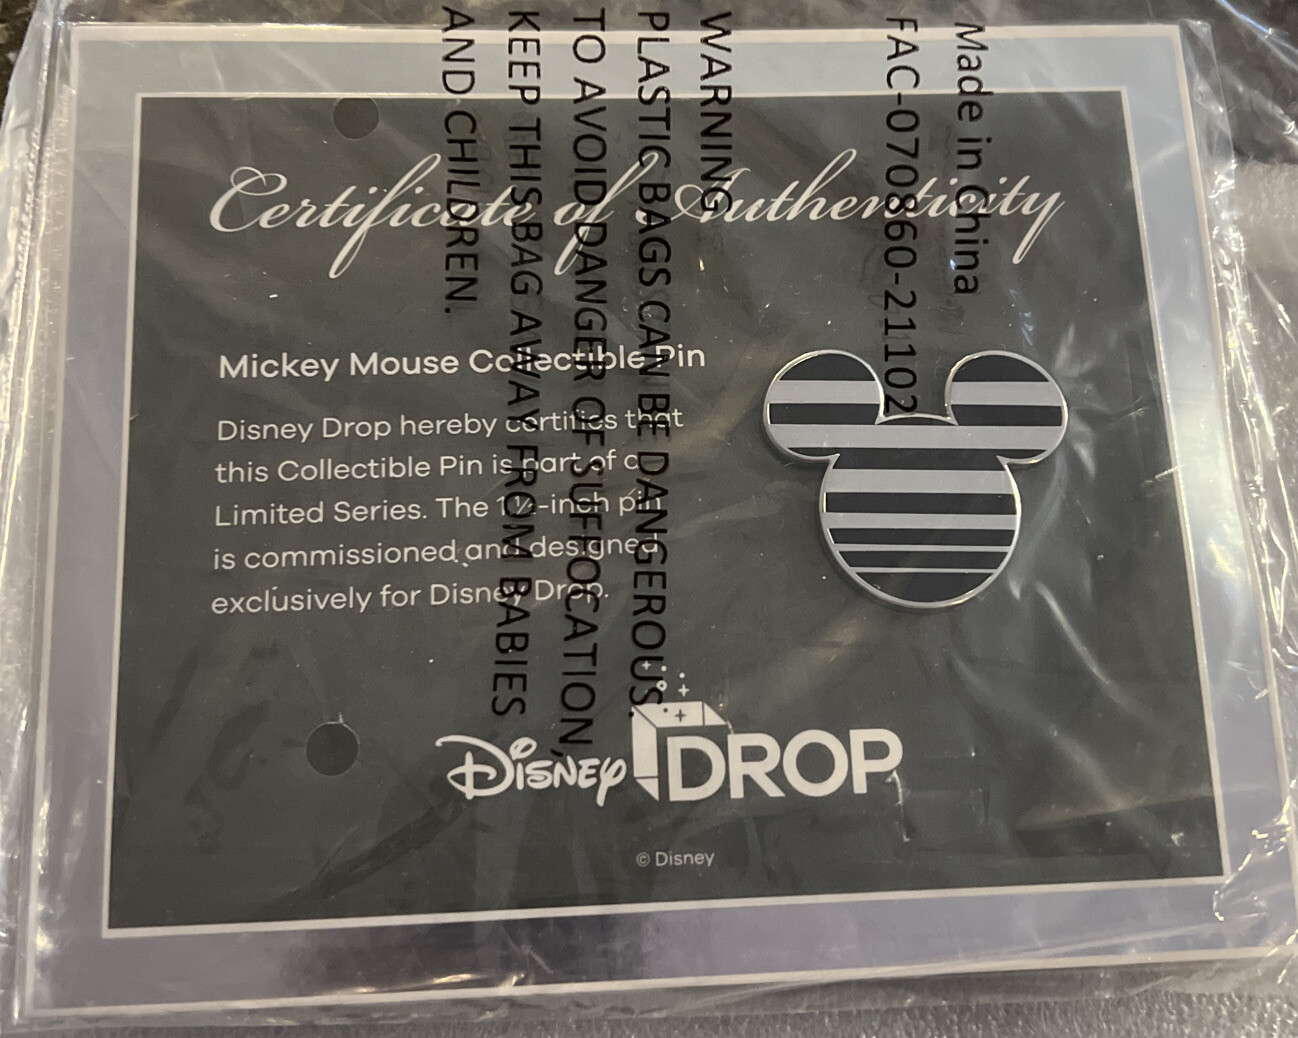 Certificate of Authenticity
Mickey Mouse Collectible Pin
Disney Drop hereby certifies that
this Collectible Pin is part of a
Limited Series. The 1½-inch pin
is commissioned and designed
exclusively for Disney Drop.
Disney DROP
© Disney
Made in China
FAC-070860-21102
WARNING
PLASTIC BAGS CAN BE DANGEROUS.
TO AVOID DANGER OF SUFFOCATION,
KEEP THIS BAG AWAY FROM BABIES
AND CHILDREN.